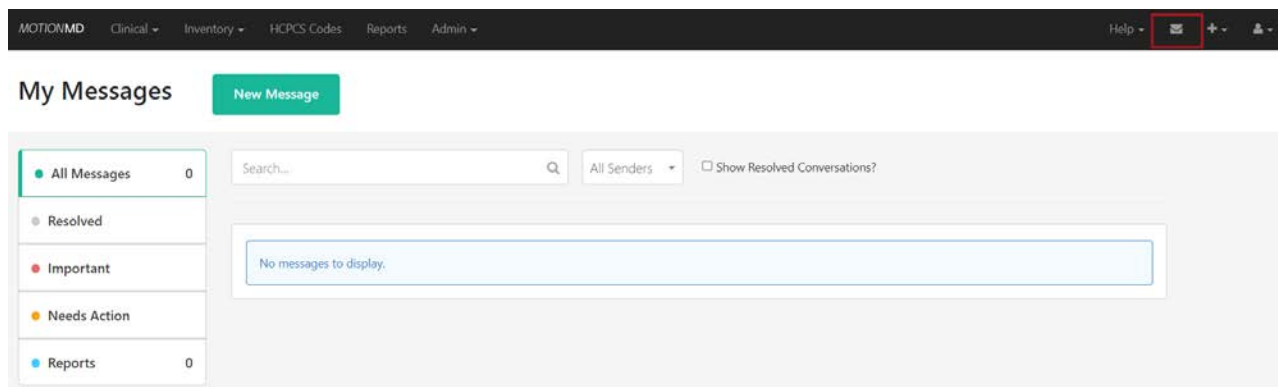 MOTIONMD Clinical Inventory HCPCS Codes Reports Admin Help
My Messages New Message
All Messages 0 Search... All Senders Show Resolved Conversations?
Resolved
Important No messages to display.
Needs Action
Reports 0